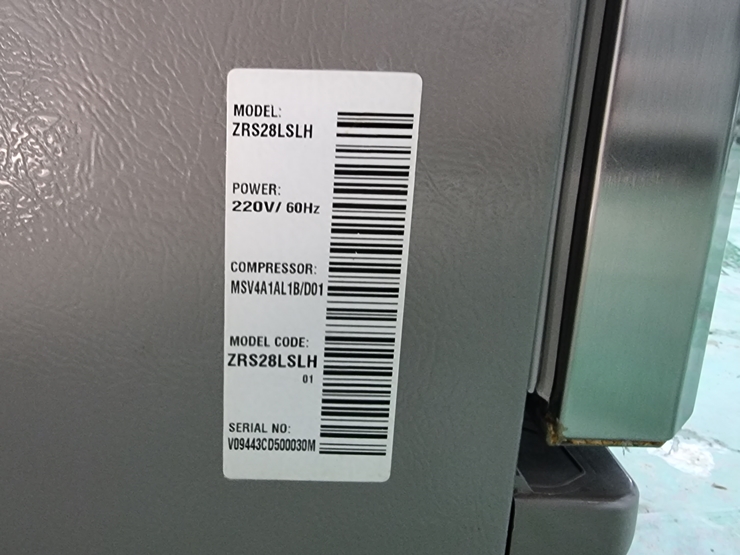 MODEL:
ZRS28LSLH
POWER:
220V/ 60Hz
COMPRESSOR:
MSV4A1AL1B/D01
MODEL CODE:
ZRS28LSLH
01
SERIAL NO:
V09443CD500030M